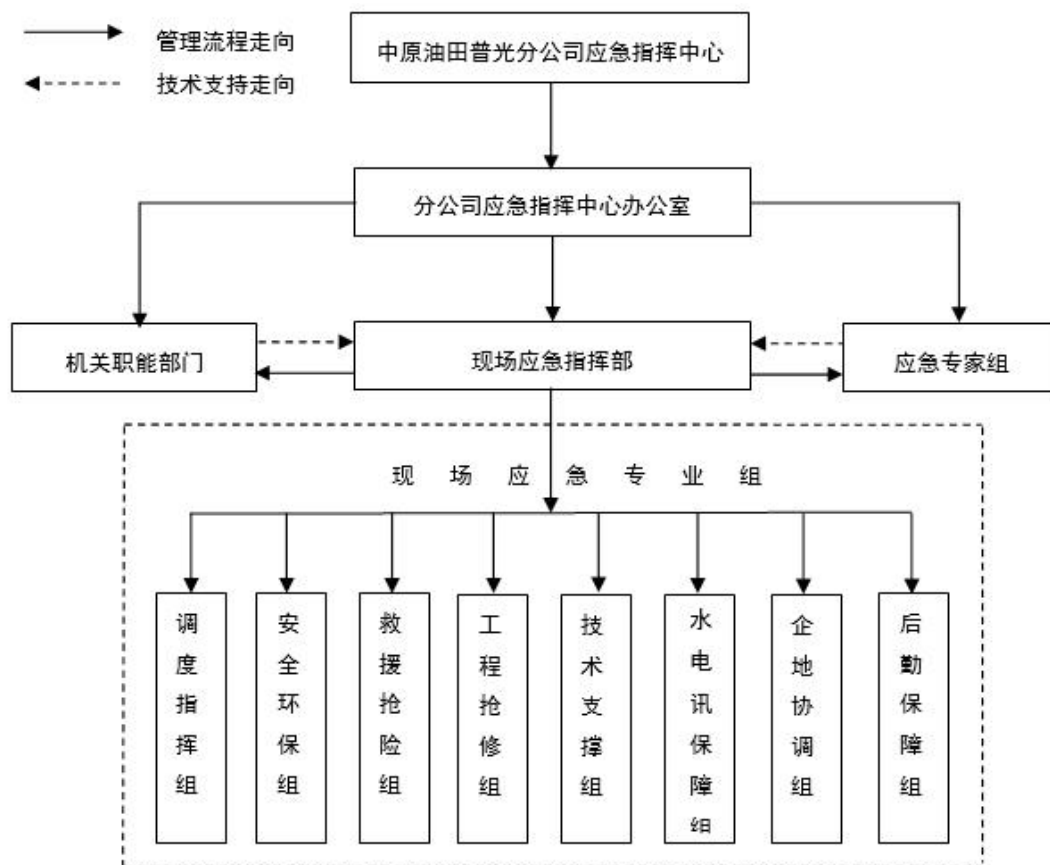 管理流程走向
技术支持走向
中原油田普光分公司应急指挥中心
分公司应急指挥中心办公室
机关职能部门
现场应急指挥部
应急专家组
现场应急专业组
调度指挥组
安全环保组
救援抢险组
工程抢修组
技术支撑组
水电讯保障组
企地协调组
后勤保障组